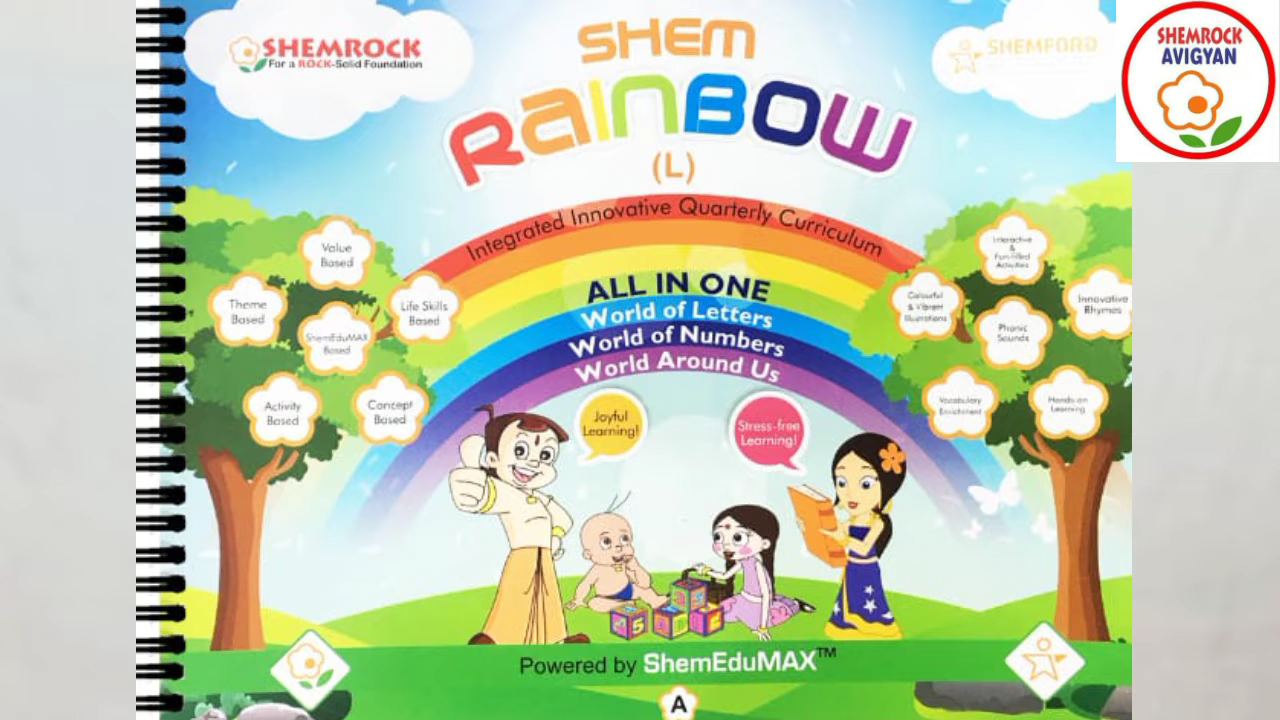 SHEMROCK
For a ROCK-Solid Foundation
SHEM
RaiNBOW
(L)
SHEMFORD
SHEMROCK
AVIGYAN
Integrated Innovative Quarterly Curriculum
ALL IN ONE
World of Letters
World of Numbers
World Around Us
Value
Based
Theme
Based
Life Skills
Based
ShemEduMAX
Based
Activity
Based
Concept
Based
Interactive
&
Fun-filled
Activities
Colourful
& Vibrant
Illustrations
Innovative
Rhymes
Phonic
Sounds
Vocabulary
Enrichment
Hands-on
Learning
Joyful
Learning!
Stress-free
Learning!
Powered by ShemEduMAX™
A